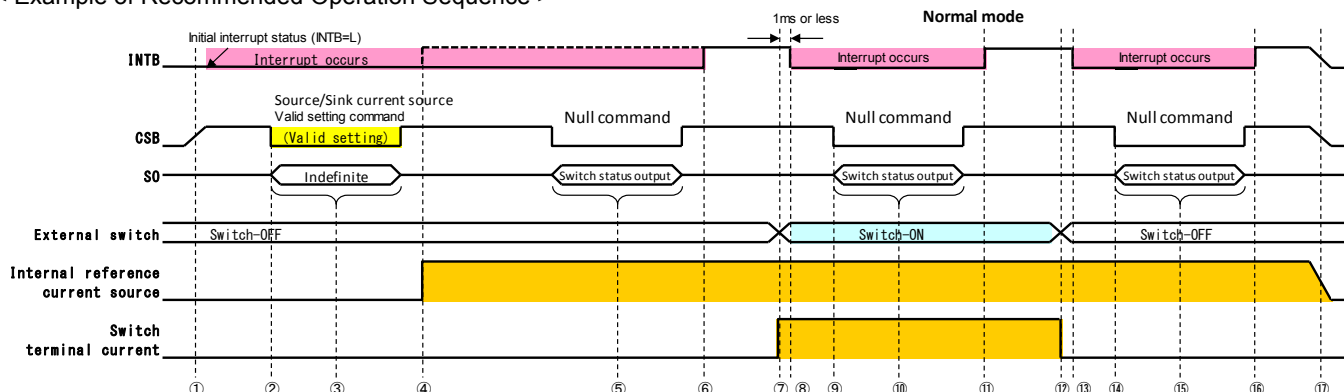 < Example of Recommended Operation Sequence >
1ms or less
Normal mode
Initial interrupt status (INTB=L)
INTB
Interrupt occurs
Interrupt occurs
Interrupt occurs
Source/Sink current source
Valid setting command
Null command
Null command
Null command
CSB
(Valid setting)
SO
Indefinite
Switch status output
Switch status output
Switch status output
External switch
Switch-OFF
Switch-ON
Switch-OFF
Internal reference
current source
Switch
terminal current
① ② ③ ④ ⑤ ⑥ ⑦ ⑧ ⑨ ⑩ ⑪ ⑫ ⑬ ⑭ ⑮ ⑯ ⑰